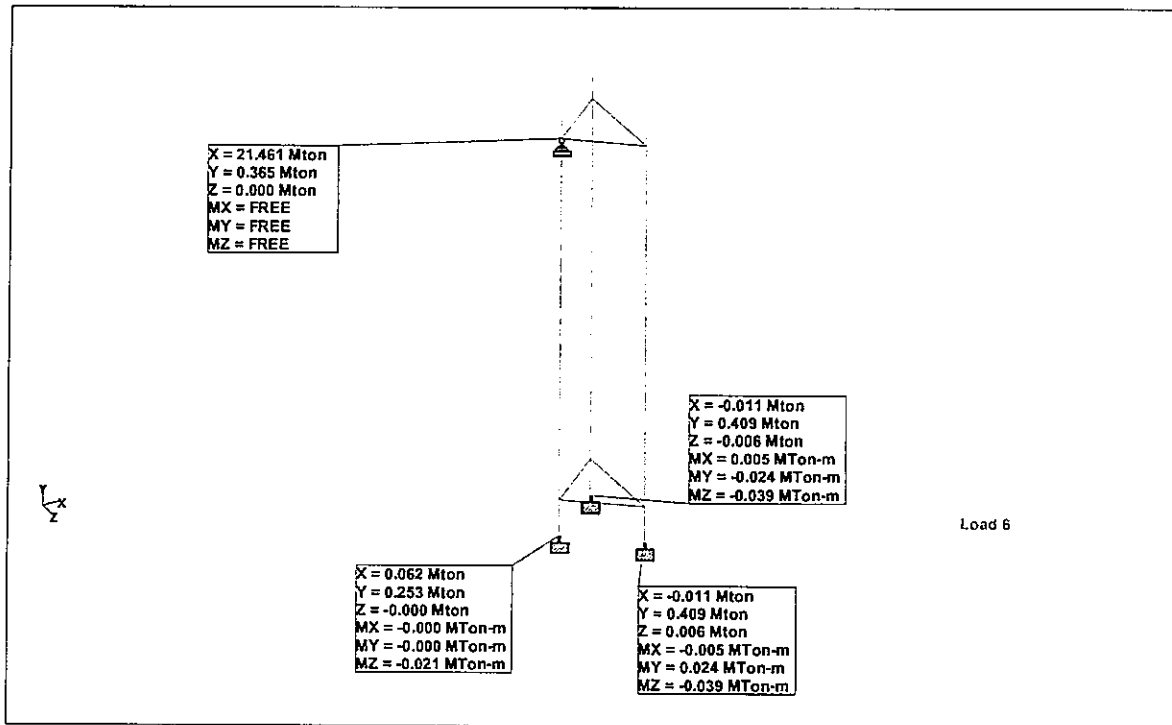 X = 21.461 Mton
Y = 0.365 Mton
Z = 0.000 Mton
MX = FREE
MY = FREE
MZ = FREE
X = -0.011 Mton
Y = 0.409 Mton
Z = -0.006 Mton
MX = 0.005 MTon-m
MY = -0.024 MTon-m
MZ = -0.039 MTon-m
Y
X
Z
Load 6
X = 0.062 Mton
Y = 0.253 Mton
Z = -0.000 Mton
MX = -0.000 MTon-m
MY = -0.000 MTon-m
MZ = -0.021 MTon-m
X = -0.011 Mton
Y = 0.409 Mton
Z = 0.006 Mton
MX = -0.005 MTon-m
MY = 0.024 MTon-m
MZ = -0.039 MTon-m